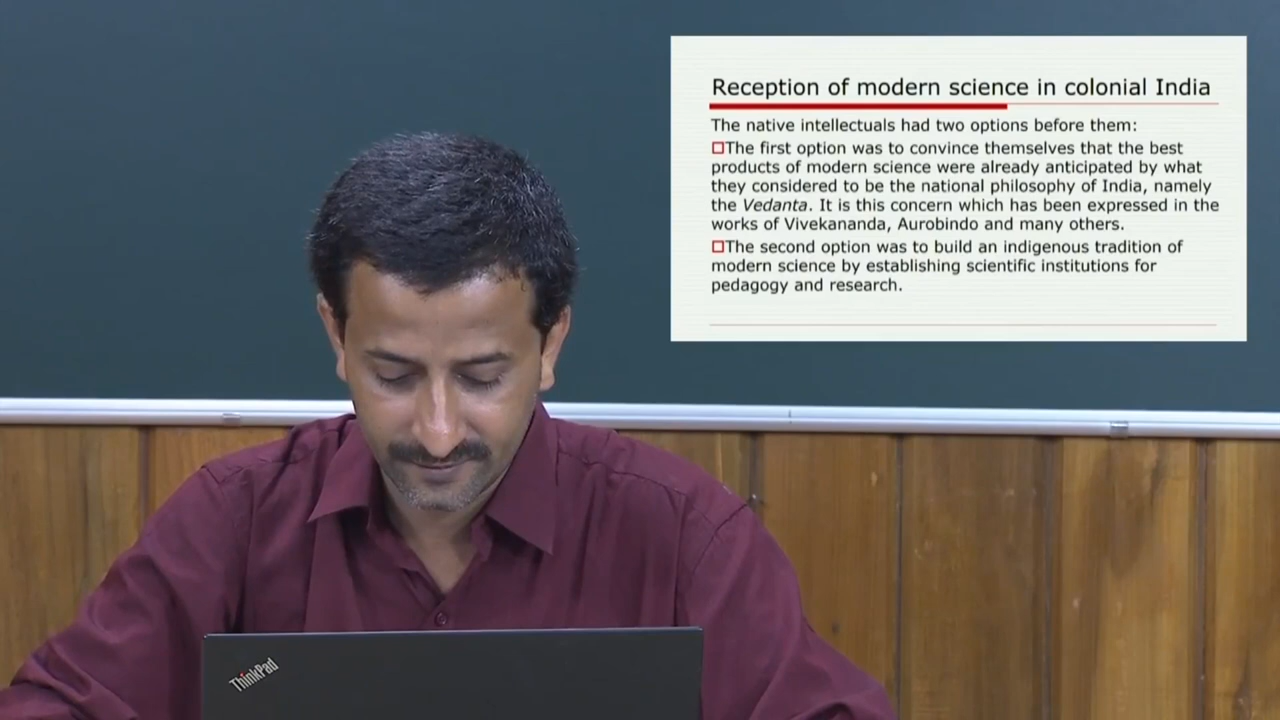 Reception of modern science in colonial India
The native intellectuals had two options before them:
The first option was to convince themselves that the best
products of modern science were already anticipated by what
they considered to be the national philosophy of India, namely
the Vedanta. It is this concern which has been expressed in the
works of Vivekananda, Aurobindo and many others.
The second option was to build an indigenous tradition of
modern science by establishing scientific institutions for
pedagogy and research.
ThinkPad